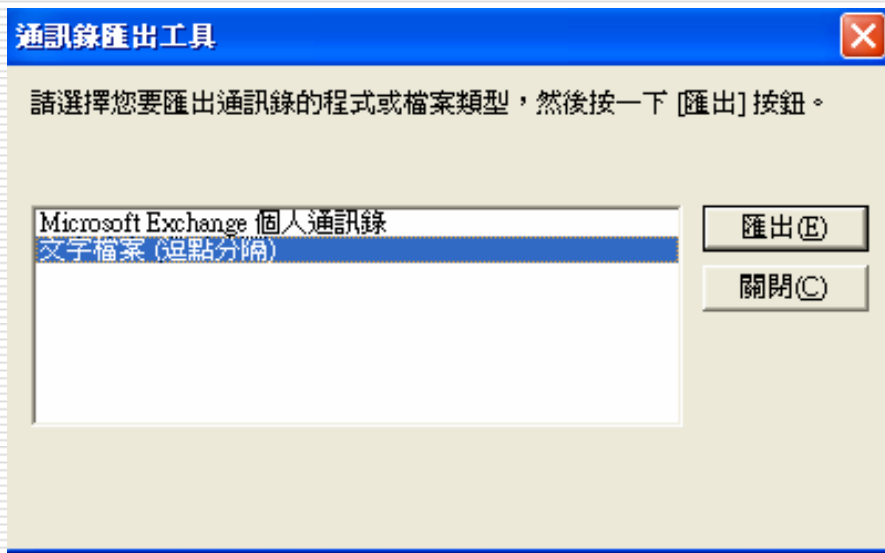 通訊錄匯出工具
請選擇您要匯出通訊錄的程式或檔案類型，然後按一下 [匯出] 按鈕。
Microsoft Exchange 個人通訊錄
文字檔案 (逗點分隔)
匯出(E)
關閉(C)